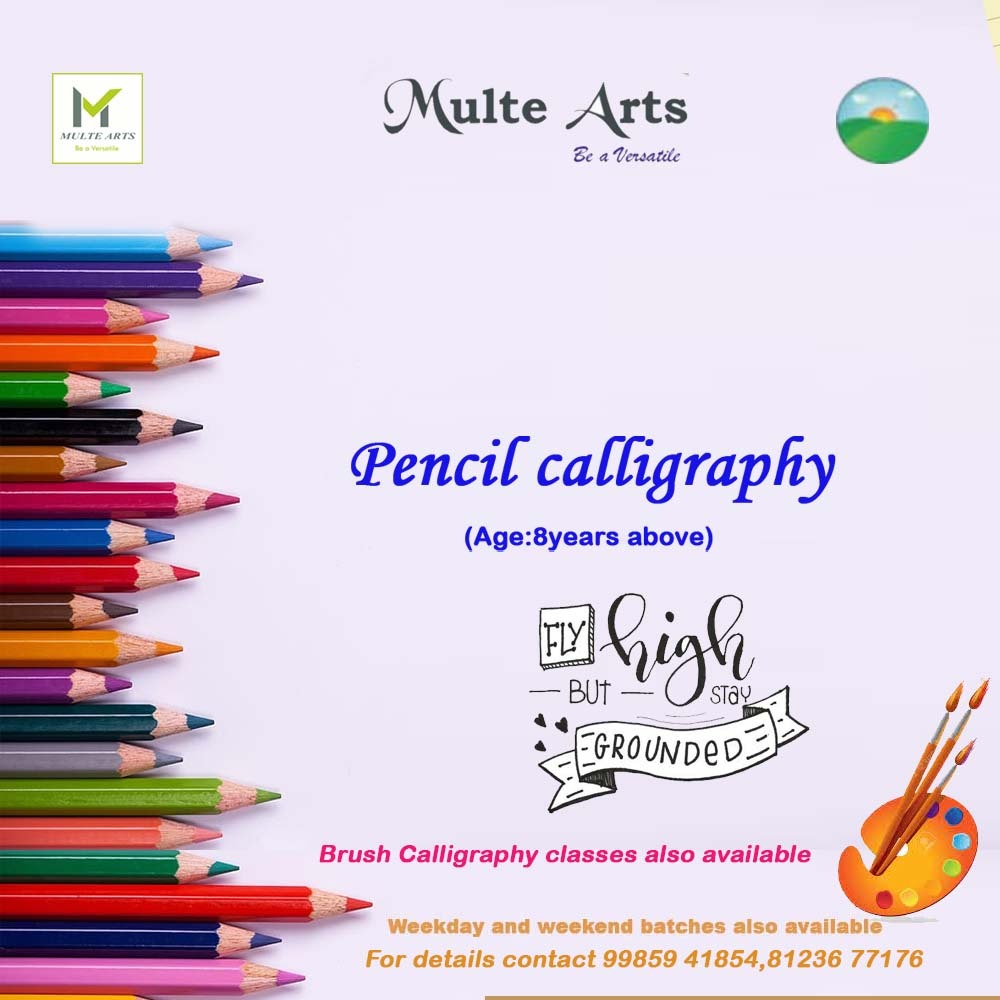 MULTE ARTS
Be a Versatile
Multe Arts
Be a Versatile
Pencil calligraphy
(Age:8years above)
FLY high
BUT STAY
GROUNDED
Brush Calligraphy classes also available
Weekday and weekend batches also available
For details contact 99859 41854,81236 77176